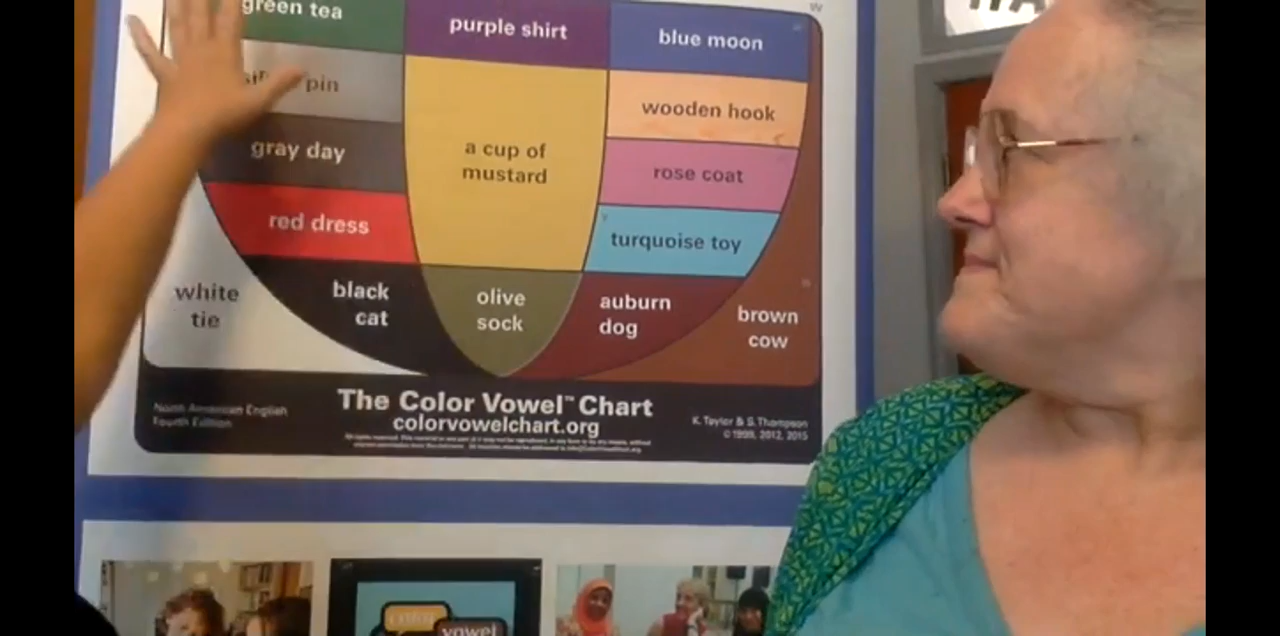 green tea
purple shirt
blue moon
pin
wooden hook
gray day
a cup of
mustard
rose coat
red dress
turquoise toy
white
tie
black
cat
olive
sock
auburn
dog
brown
cow
The Color Vowel™ Chart
colorvowelchart.org
North American English
Fourth Edition
K. Taylor & S. Thompson
© 1999, 2012, 2015
color
vowel